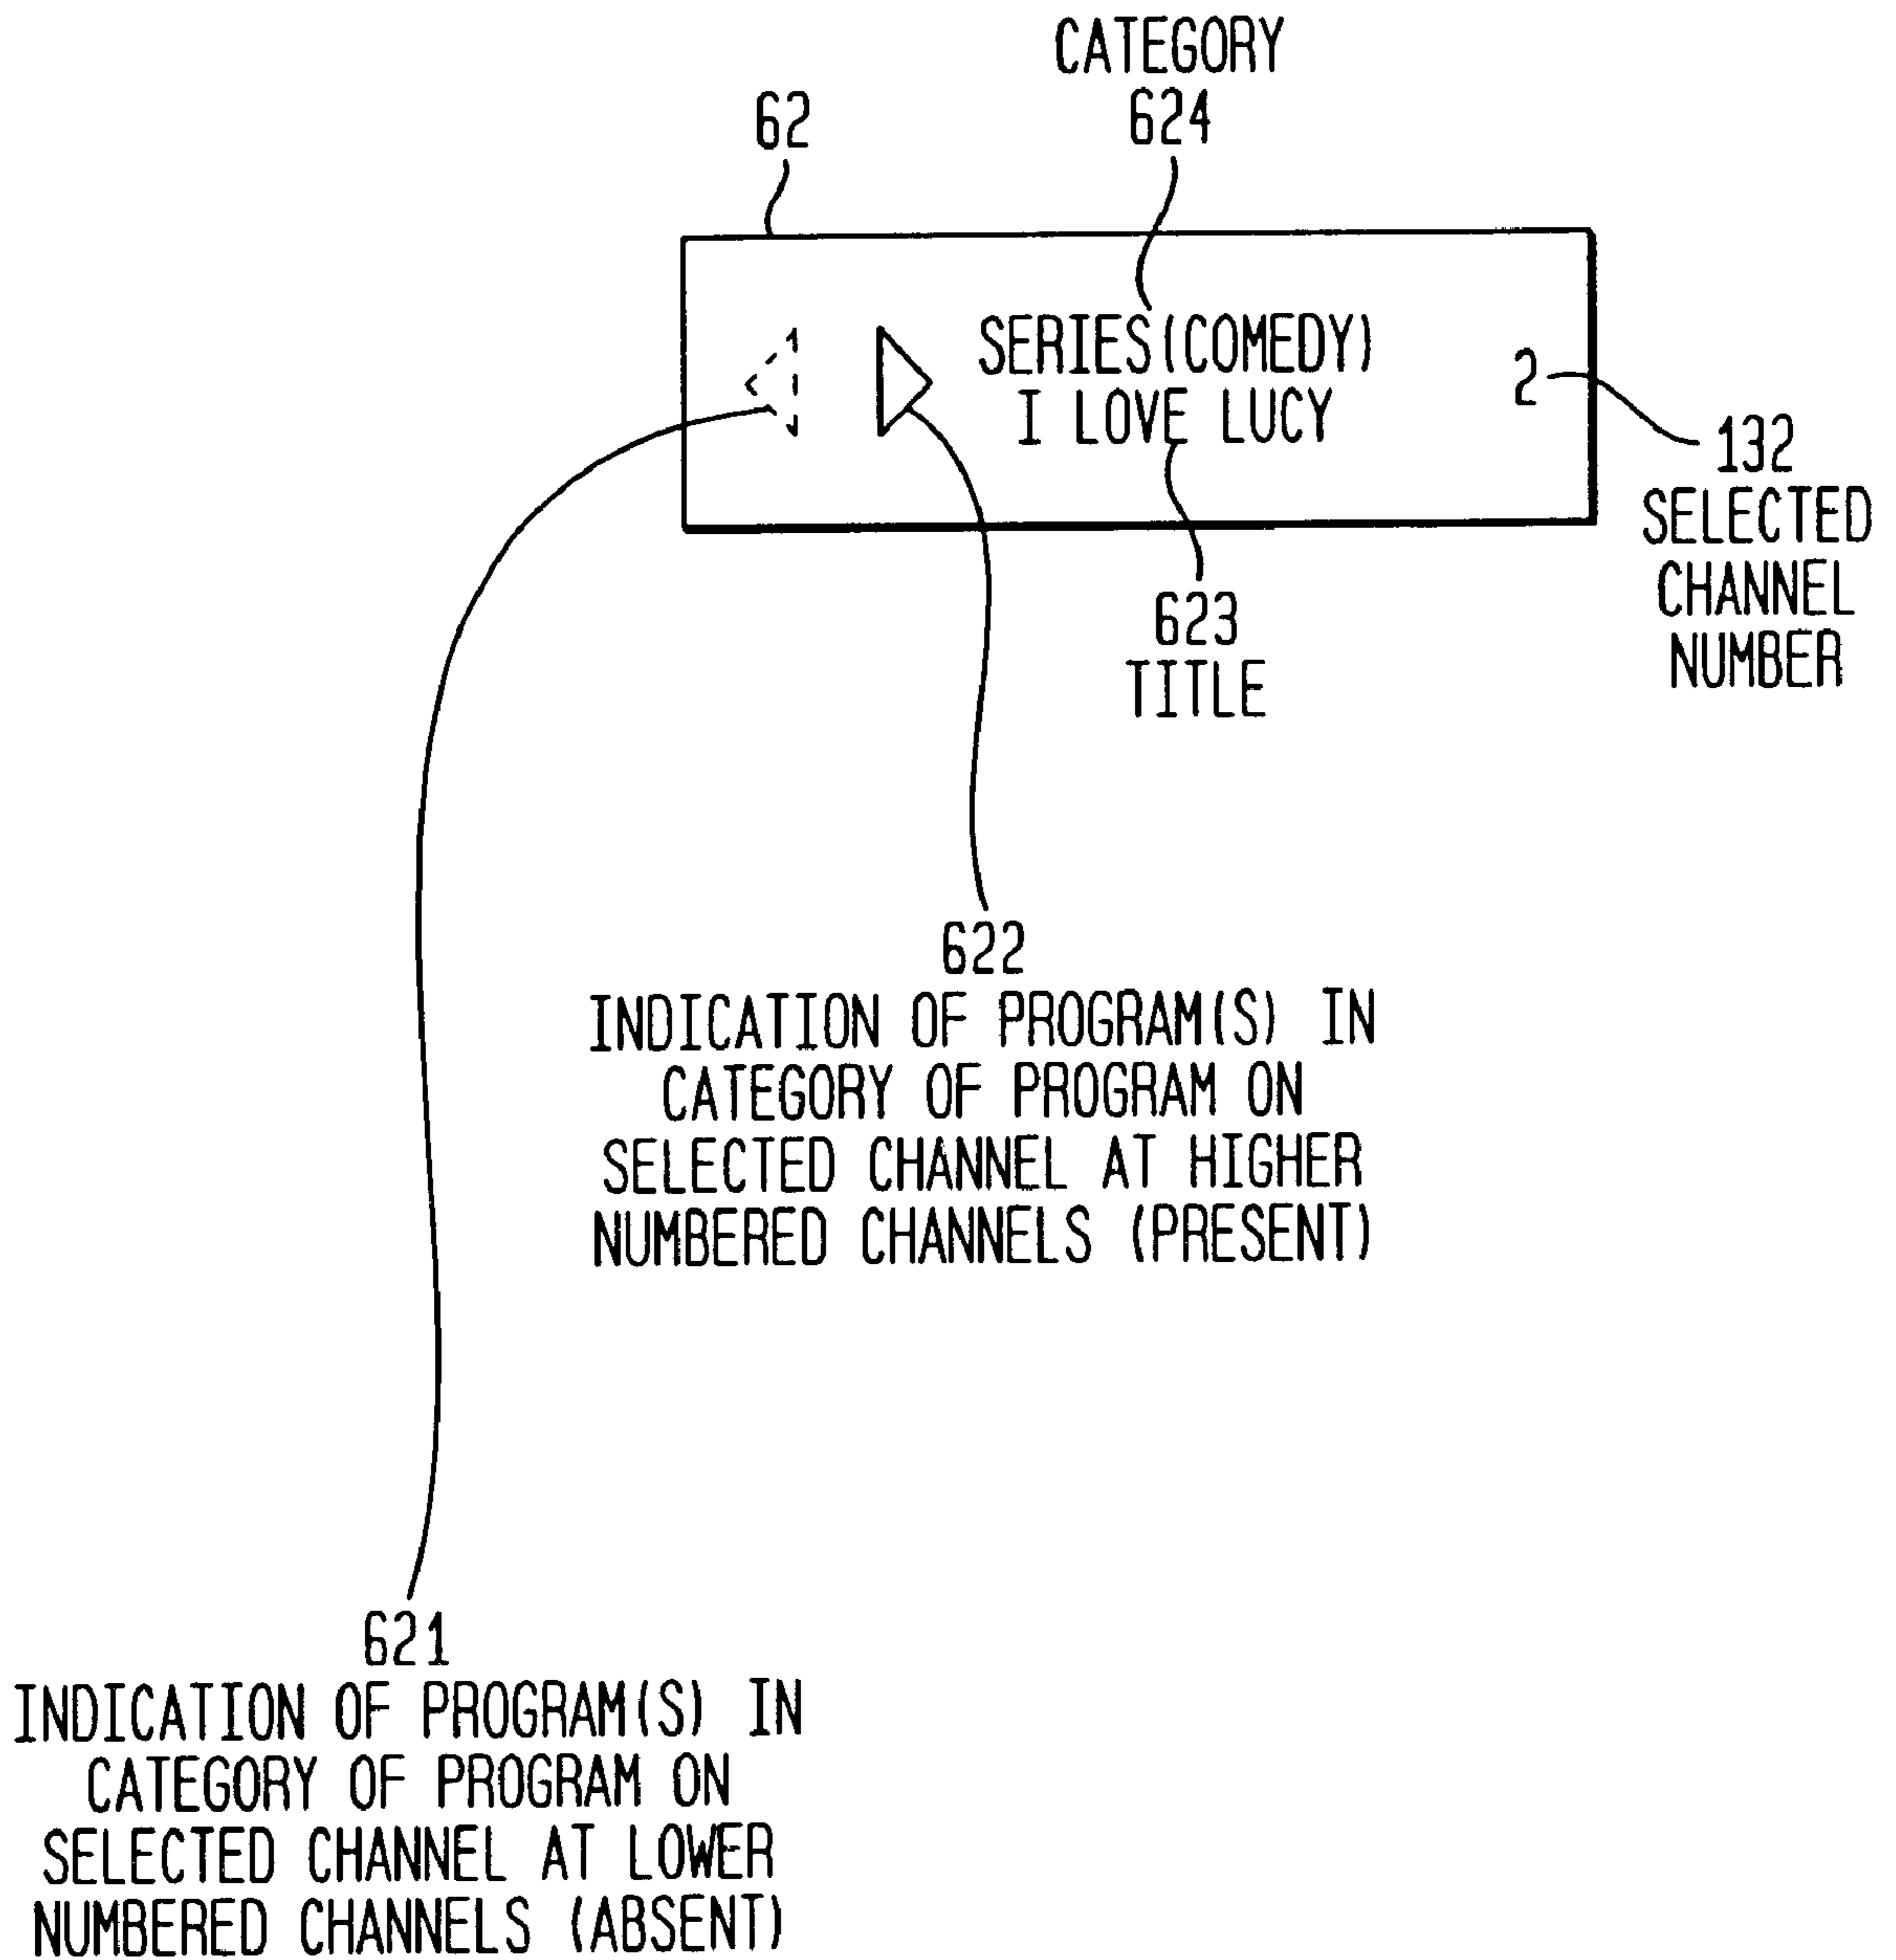 CATEGORY
624
62
SERIES(COMEDY)
I LOVE LUCY
2
132
SELECTED
CHANNEL
NUMBER
623
TITLE
622
INDICATION OF PROGRAM(S) IN
CATEGORY OF PROGRAM ON
SELECTED CHANNEL AT HIGHER
NUMBERED CHANNELS (PRESENT)
621
INDICATION OF PROGRAM(S) IN
CATEGORY OF PROGRAM ON
SELECTED CHANNEL AT LOWER
NUMBERED CHANNELS (ABSENT)